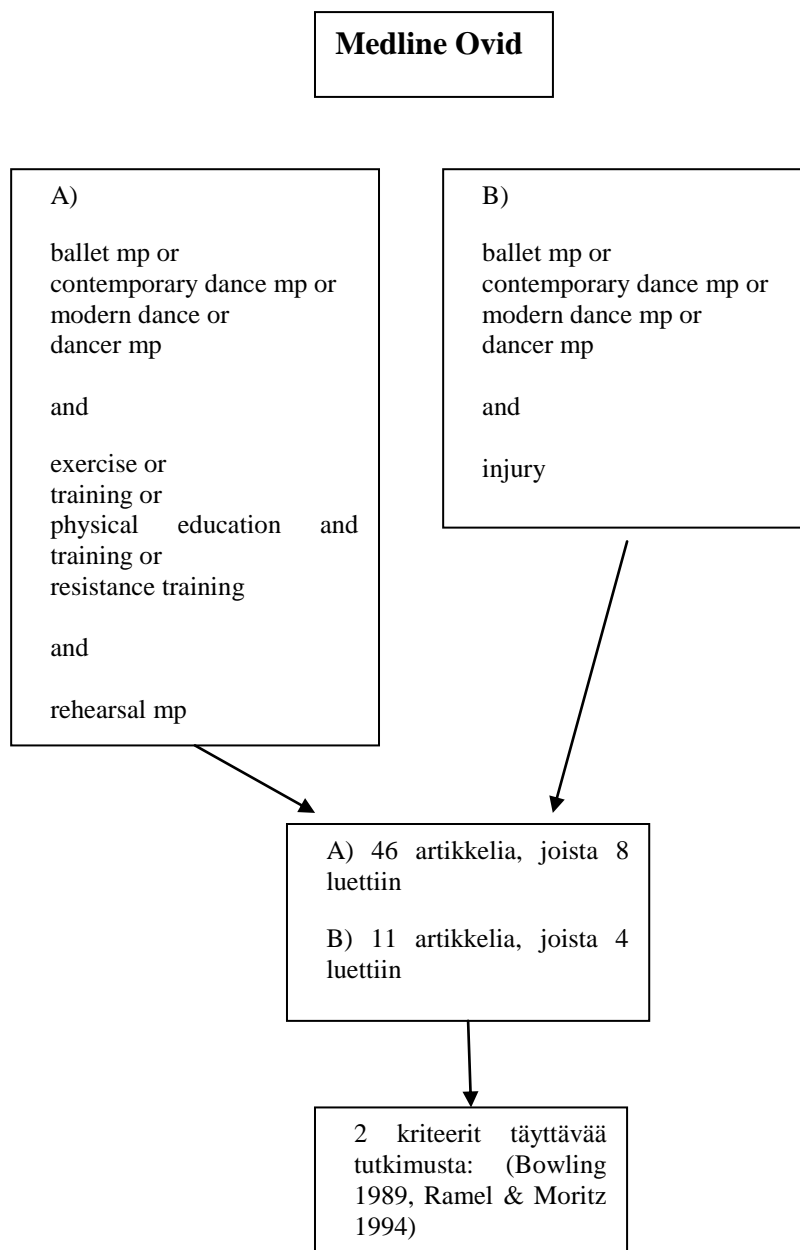 Medline Ovid
A)
ballet mp or
contemporary dance mp or
modern dance or
dancer mp
and
exercise or
training or
physical education and
training or
resistance training
and
rehearsal mp
B)
ballet mp or
contemporary dance mp or
modern dance mp or
dancer mp
and
injury
A) 46 artikkelia, joista 8
luettiin
B) 11 artikkelia, joista 4
luettiin
2 kriteerit täyttävää
tutkimusta: (Bowling
1989, Ramel & Moritz
1994)